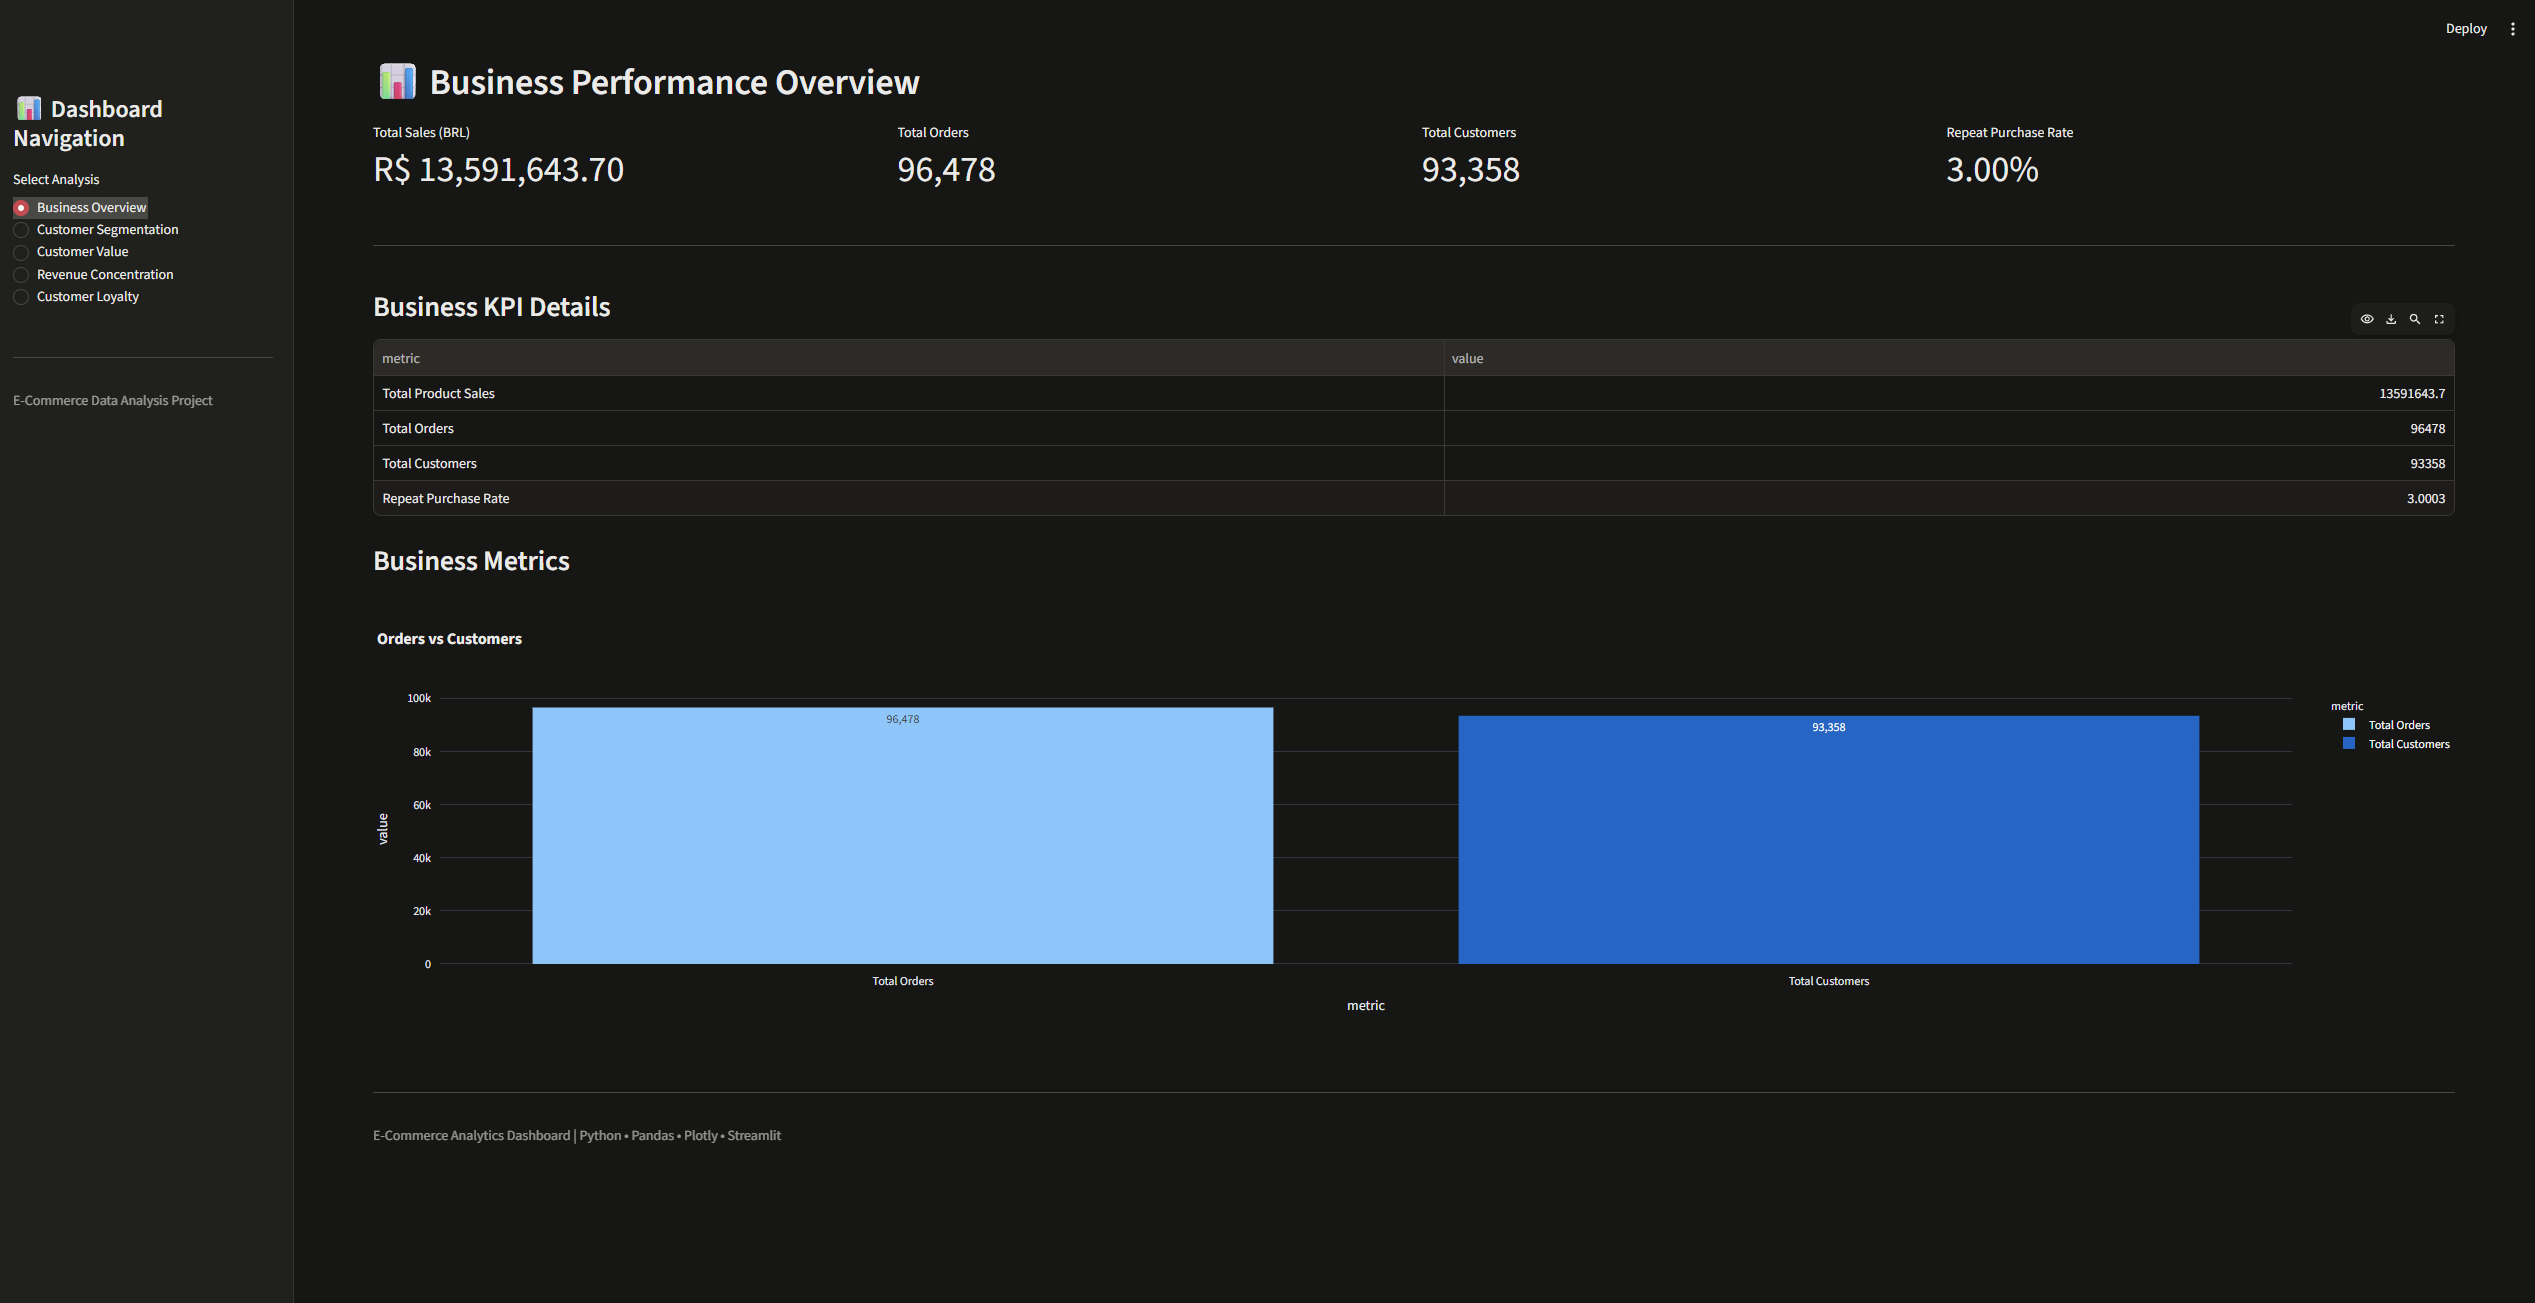 Deploy
Dashboard
Navigation
Select Analysis
Business Overview
Customer Segmentation
Customer Value
Revenue Concentration
Customer Loyalty
E-Commerce Data Analysis Project
Business Performance Overview
Total Sales (BRL)
R$ 13,591,643.70
Total Orders
96,478
Total Customers
93,358
Repeat Purchase Rate
3.00%
Business KPI Details
metric value
Total Product Sales 13591643.7
Total Orders 96478
Total Customers 93358
Repeat Purchase Rate 3.0003
Business Metrics
Orders vs Customers
100k
80k
60k
40k
20k
0
value
96,478
93,358
Total Orders
Total Customers
metric
metric
Total Orders
Total Customers
E-Commerce Analytics Dashboard | Python • Pandas • Plotly • Streamlit